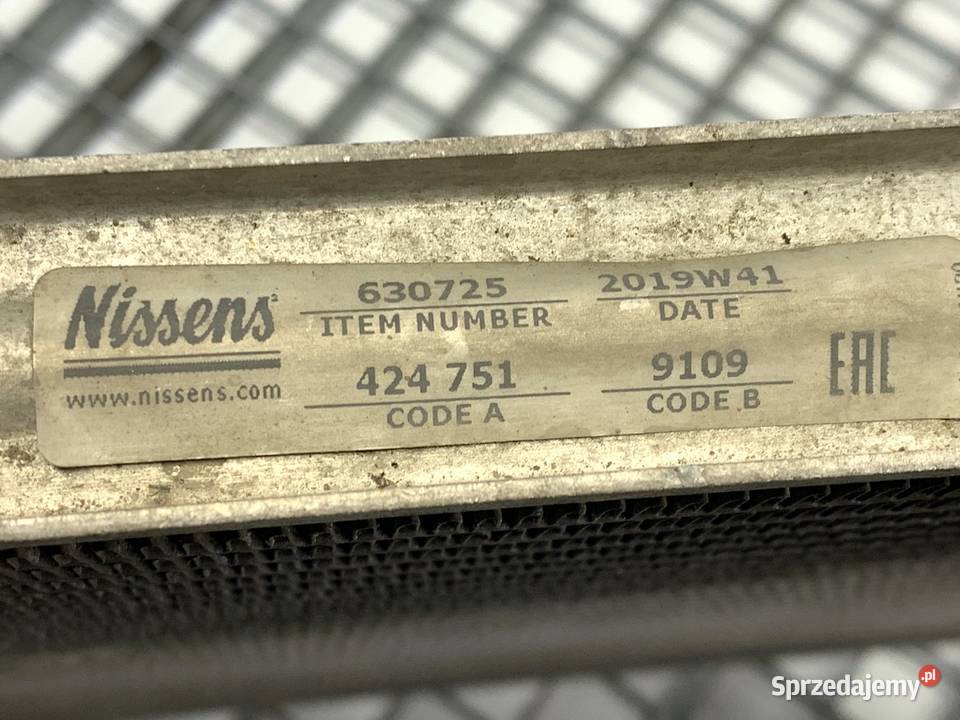 Nissens
www.nissens.com
630725
ITEM NUMBER
2019W41
DATE
424 751
CODE A
9109
CODE B
EAC
Sprzedajemy.pl